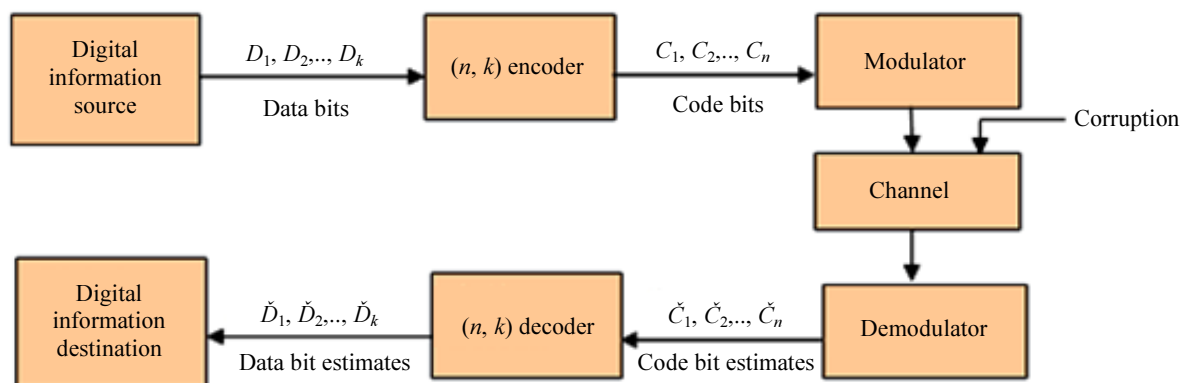 Digital
information
source
D₁, D₂,.., Dₖ
Data bits
(n, k) encoder
C₁, C₂,.., Cₙ
Code bits
Modulator
Corruption
Channel
Digital
information
destination
Ď₁, Ď₂,.., Ďₖ
Data bit estimates
(n, k) decoder
Č₁, Č₂,.., Čₙ
Code bit estimates
Demodulator